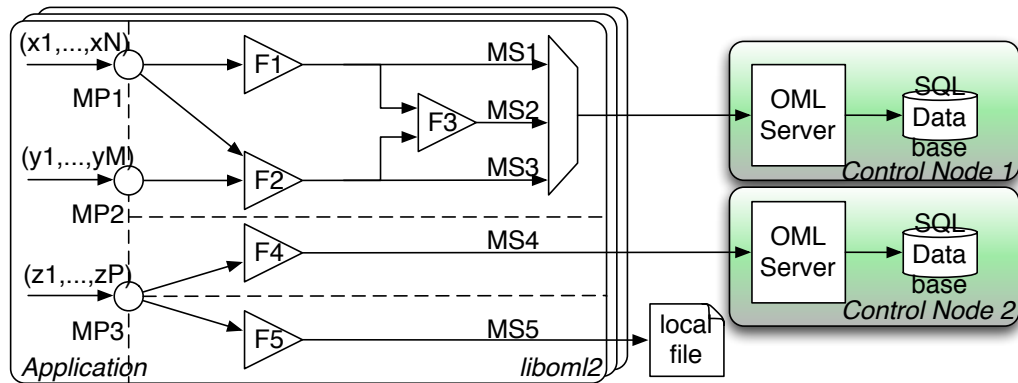 (x1,...,xN)
MP1
F1
MS1
F3
MS2
(y1,...,yM)
MP2
F2
MS3
F4
MS4
(z1,...,zP)
MP3
F5
MS5
Application
liboml2
local
file
OML
Server
SQL
Data
base
Control Node 1
OML
Server
SQL
Data
base
Control Node 2